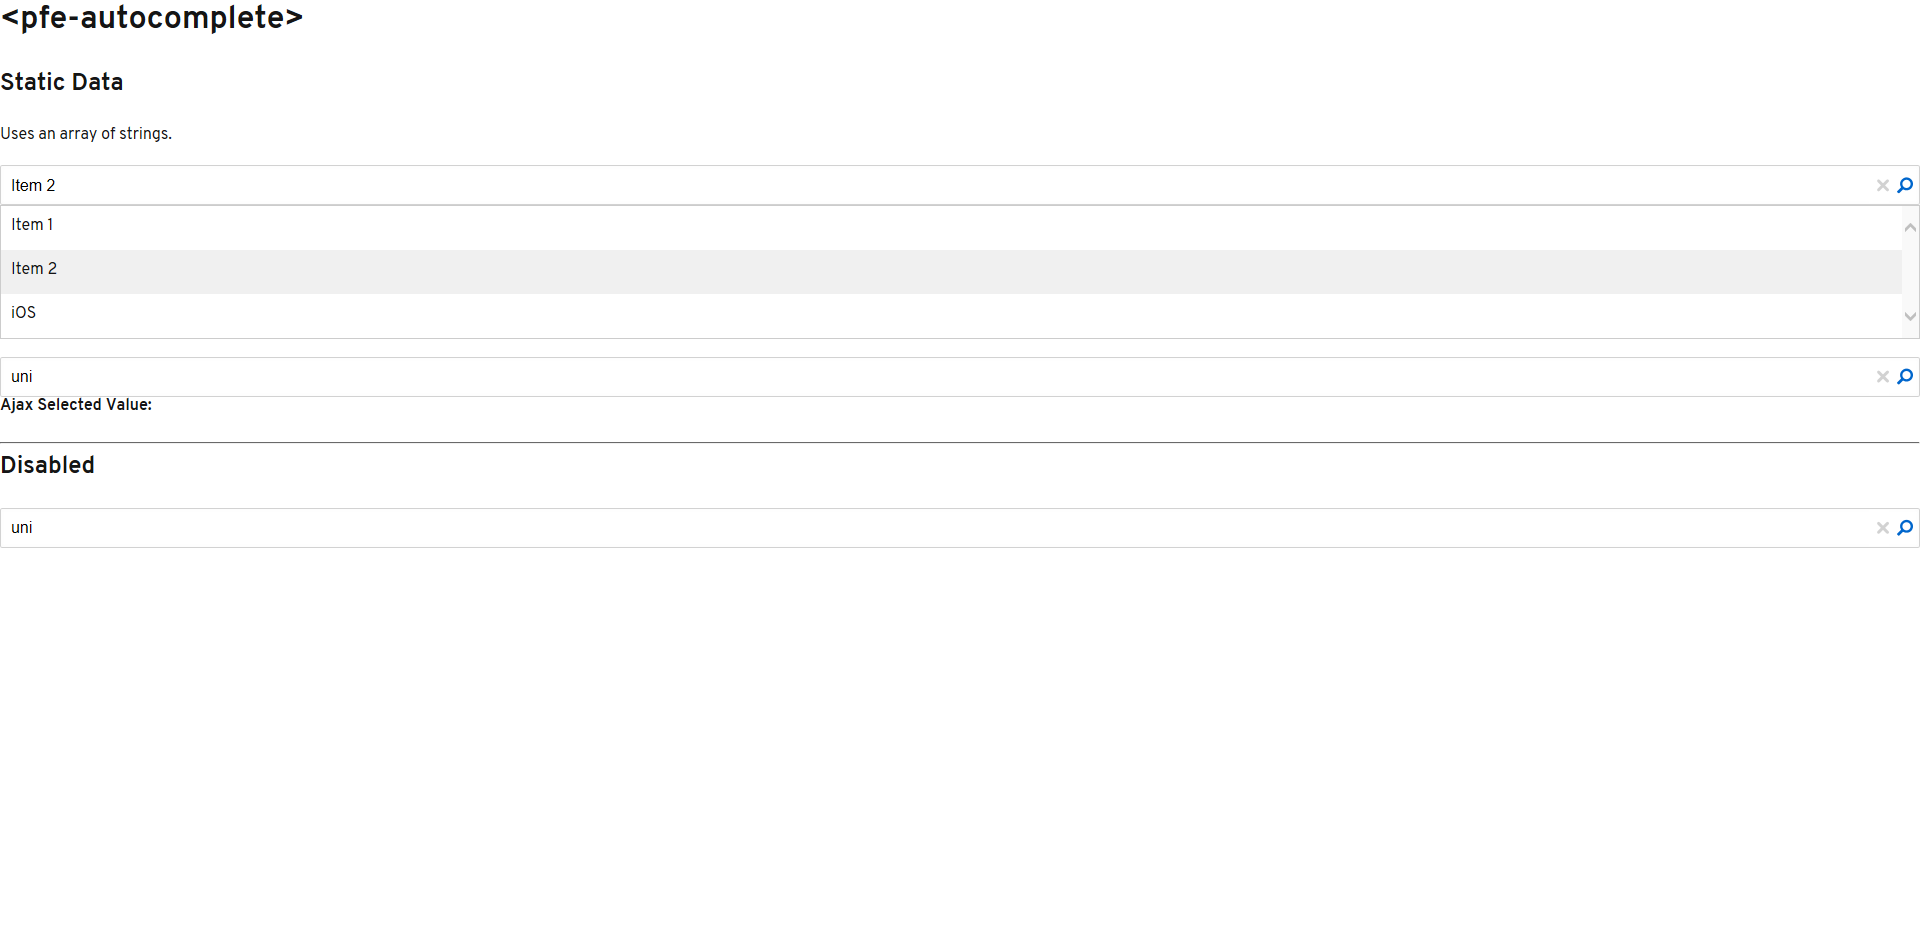 <pfe-autocomplete>
Static Data
Uses an array of strings.
Item 2
Item 1
Item 2
iOS
uni
Ajax Selected Value:
Disabled
uni